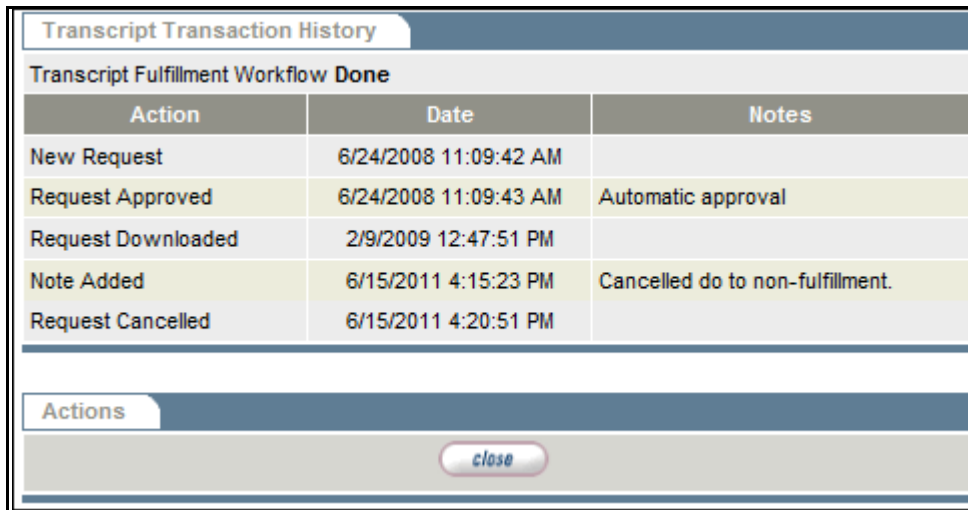 Transcript Transaction History
Transcript Fulfillment Workflow Done
Action Date Notes
New Request 6/24/2008 11:09:42 AM
Request Approved 6/24/2008 11:09:43 AM Automatic approval
Request Downloaded 2/9/2009 12:47:51 PM
Note Added 6/15/2011 4:15:23 PM Cancelled do to non-fulfillment.
Request Cancelled 6/15/2011 4:20:51 PM
Actions
close